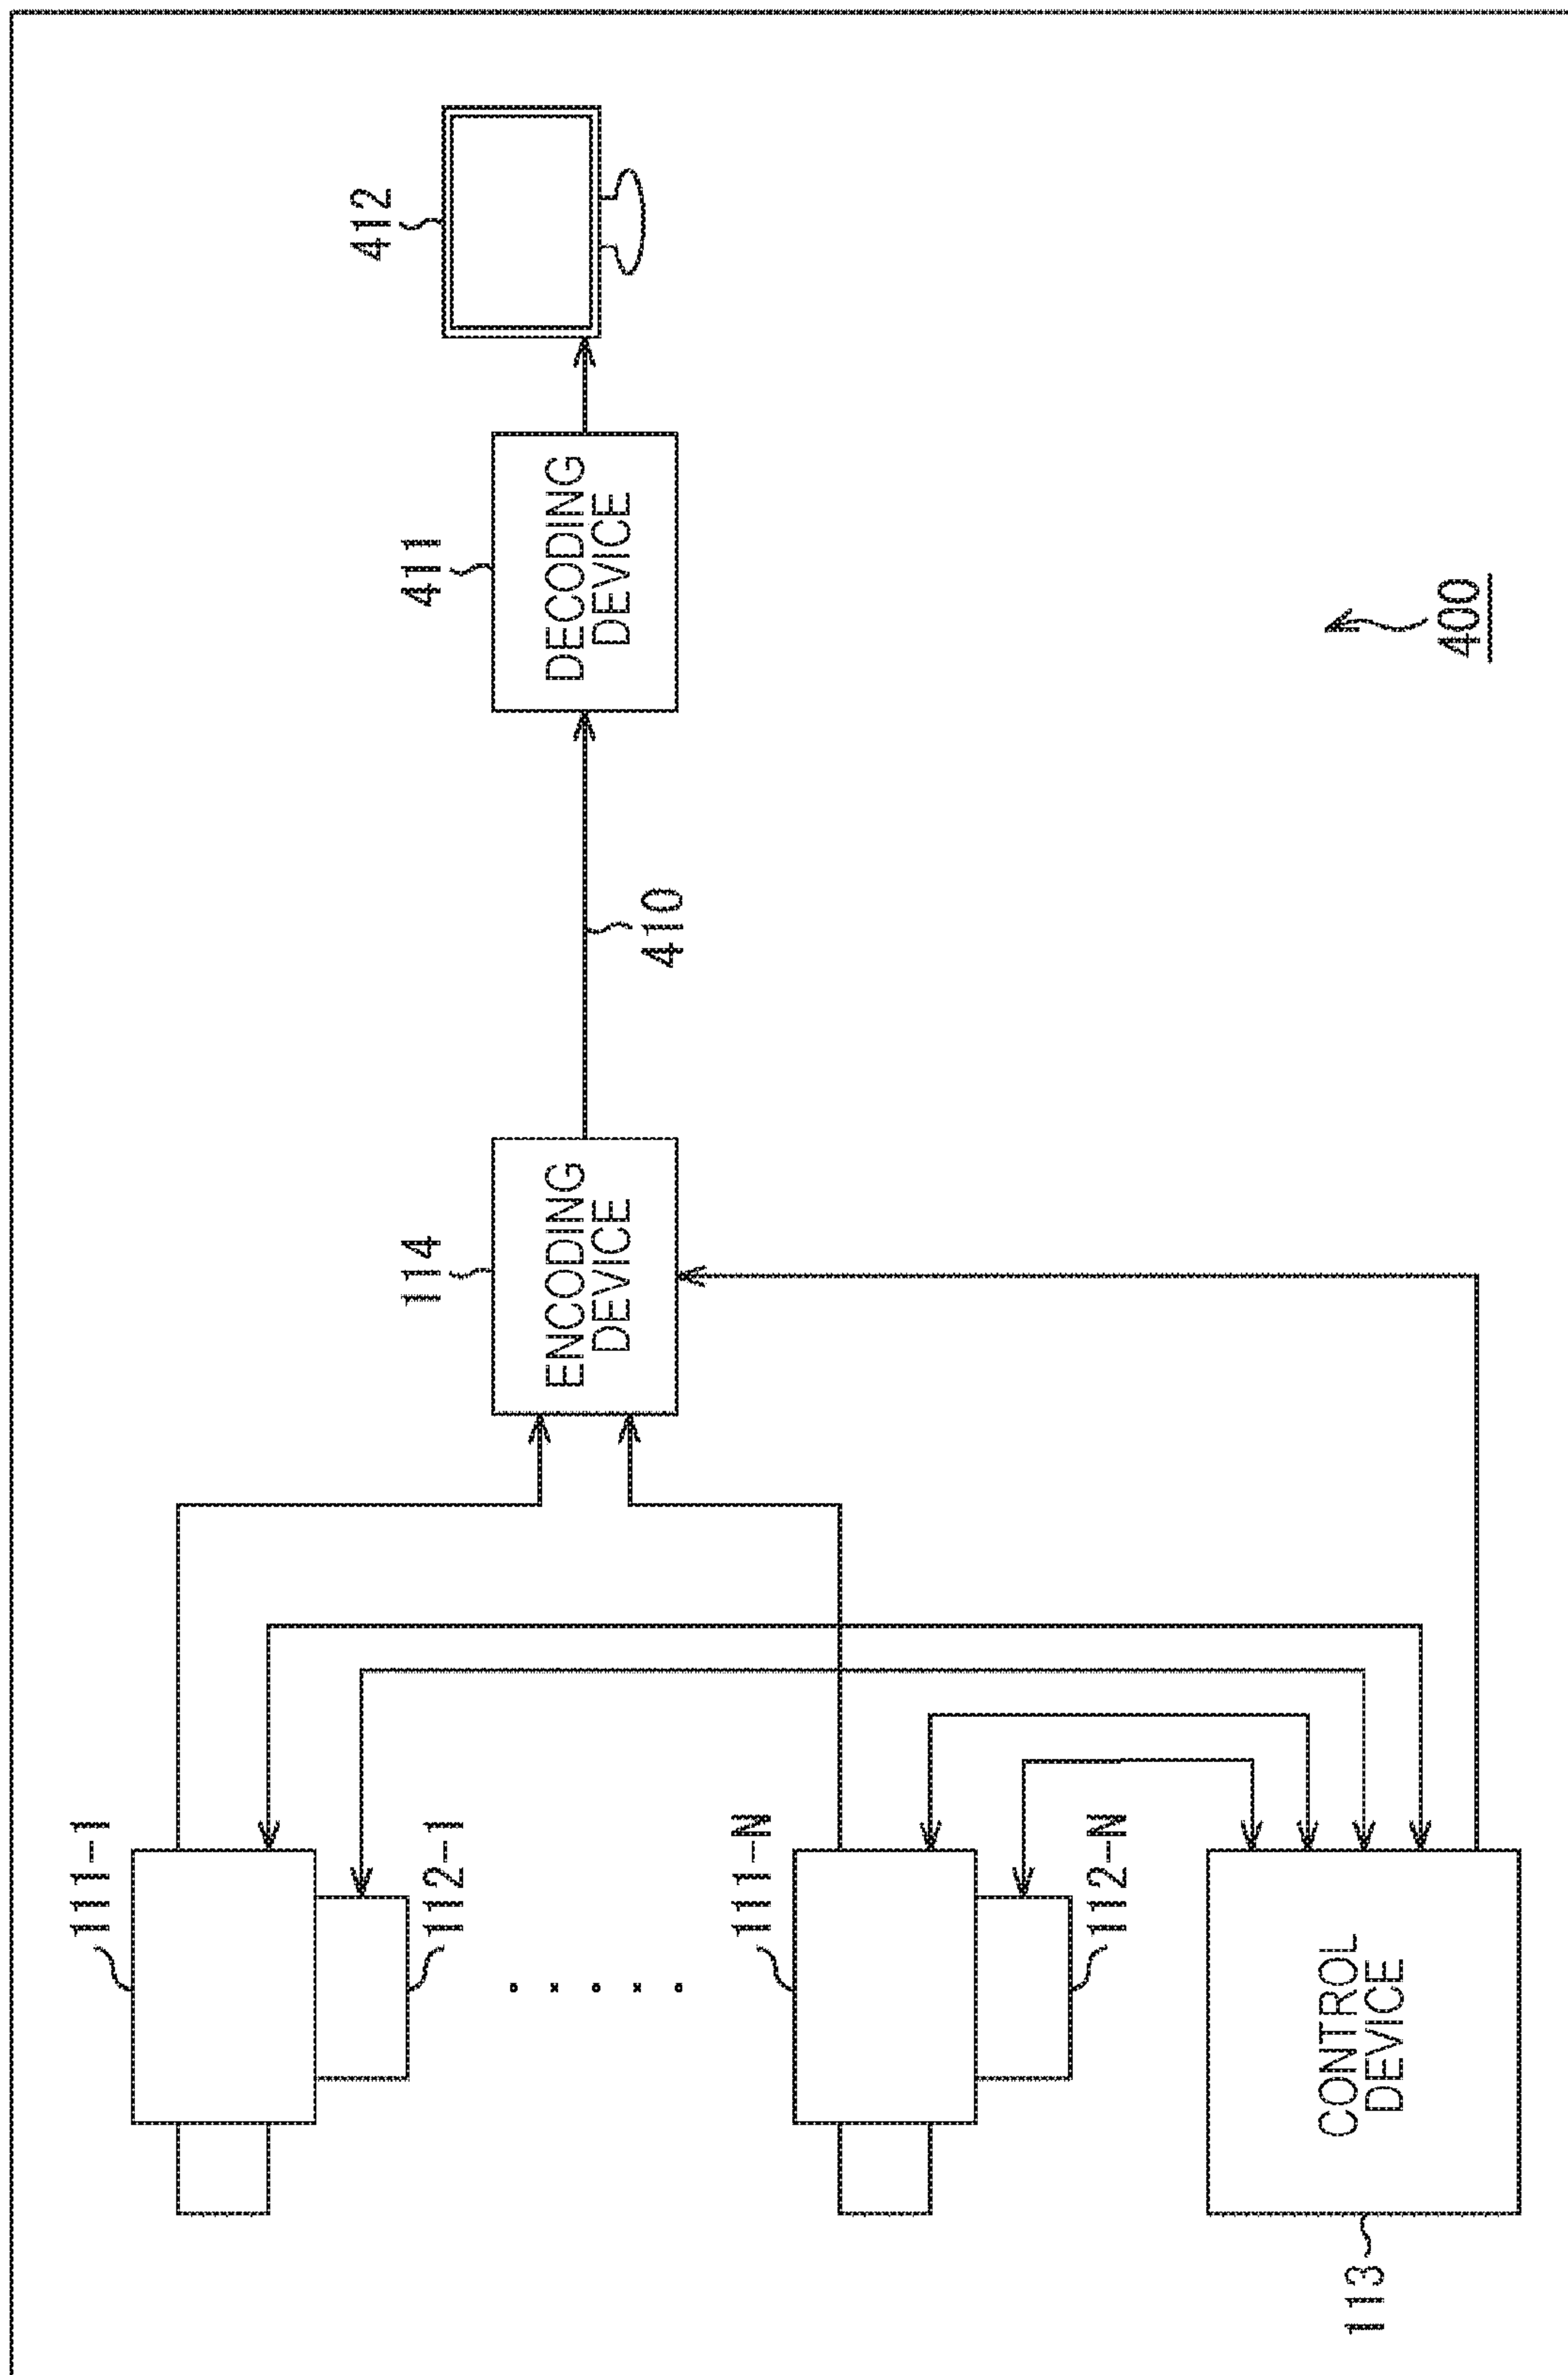 111-1
112-1
111-N
112-N
CONTROL
DEVICE
113
114
ENCODING
DEVICE
410
411
DECODING
DEVICE
412
400